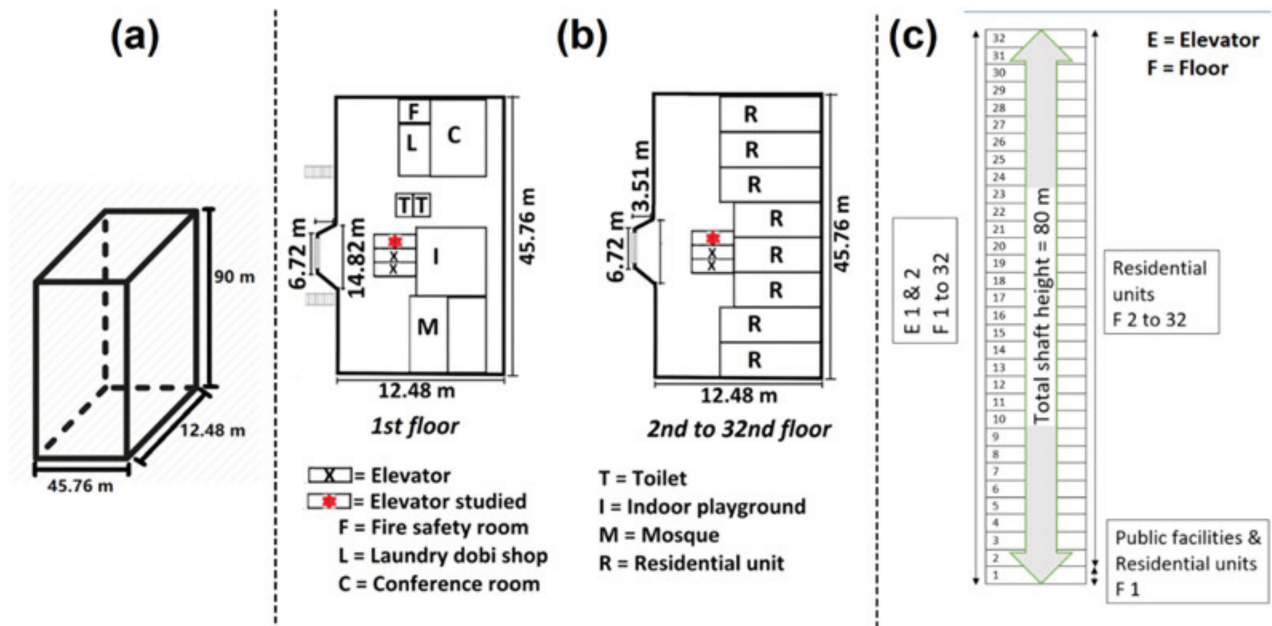 (a)
90 m
12.48 m
45.76 m
(b)
F
L
C
T T
I
M
X
X
6.72 m
14.82 m
45.76 m
12.48 m
1st floor
R
R
R
R
R
R
R
R
X
X
3.51 m
6.72 m
45.76 m
12.48 m
2nd to 32nd floor
X = Elevator
= Elevator studied
F = Fire safety room
L = Laundry dobi shop
C = Conference room
T = Toilet
I = Indoor playground
M = Mosque
R = Residential unit
(c)
E = Elevator
F = Floor
32
31
30
29
28
27
26
25
24
23
22
21
20
19
18
17
16
15
14
13
12
11
10
9
8
7
6
5
4
3
2
1
Total shaft height = 80 m
E 1 & 2
F 1 to 32
Residential
units
F 2 to 32
Public facilities &
Residential units
F 1